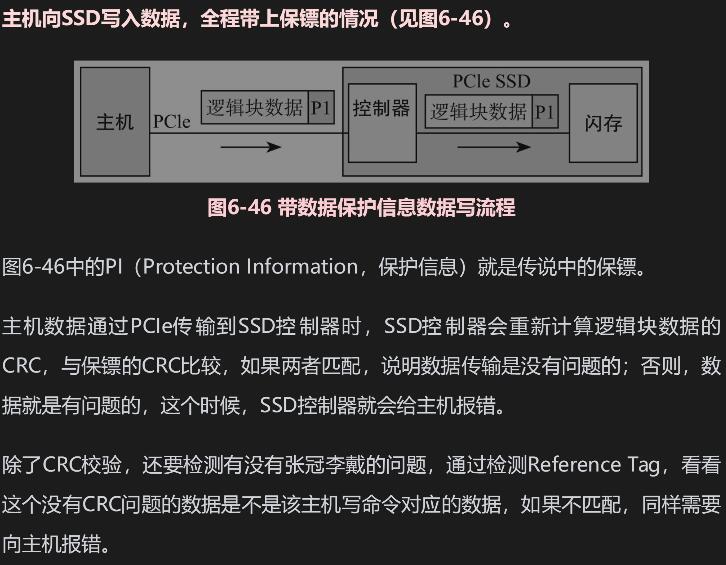 主机向SSD写入数据，全程带上保镖的情况（见图6-46）。
PCle SSD
主机
PCle
逻辑块数据 P1
控制器
逻辑块数据 P1
闪存
图6-46 带数据保护信息数据写流程
图6-46中的PI（Protection Information，保护信息）就是传说中的保镖。
主机数据通过PCIe传输到SSD控制器时，SSD控制器会重新计算逻辑块数据的
CRC，与保镖的CRC比较，如果两者匹配，说明数据传输是没有问题的；否则，数
据就是有问题的，这个时候，SSD控制器就会给主机报错。
除了CRC校验，还要检测有没有张冠李戴的问题，通过检测Reference Tag，看看
这个没有CRC问题的数据是不是该主机写命令对应的数据，如果不匹配，同样需要
向主机报错。